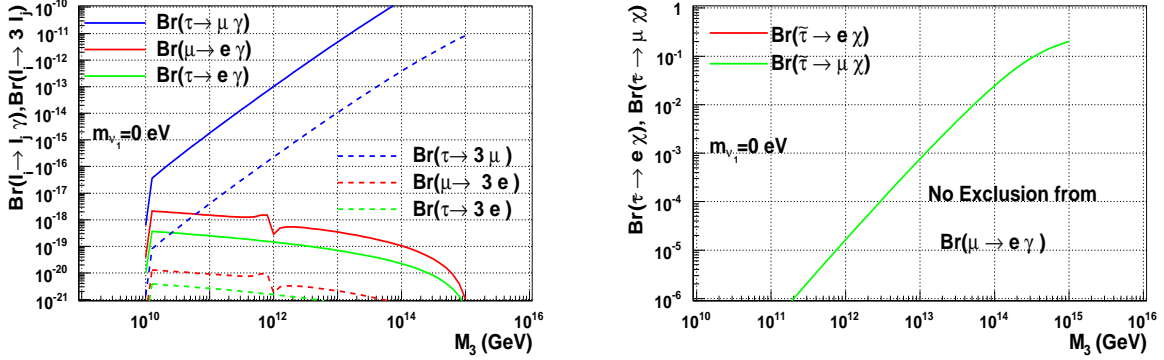 Br(l_i→ l_j γ),Br(l_i→ 3 l_j)
10^-10
10^-11
10^-12
10^-13
10^-14
10^-15
10^-16
10^-17
10^-18
10^-19
10^-20
10^-21
Br(τ→ μ γ)
Br(μ→ e γ)
Br(τ→ e γ)
m_ν1=0 eV
Br(τ→ 3 μ )
Br(μ→ 3 e )
Br(τ→ 3 e )
10^10
10^12
10^14
10^16
M_3 (GeV)
Br(τ → e χ), Br(τ → μ χ)
1
10^-1
10^-2
10^-3
10^-4
10^-5
10^-6
Br(τ̃ → e χ)
Br(τ̃ → μ χ)
m_ν1=0 eV
No Exclusion from
Br(μ → e γ )
10^10
10^11
10^12
10^13
10^14
10^15
10^16
M_3 (GeV)